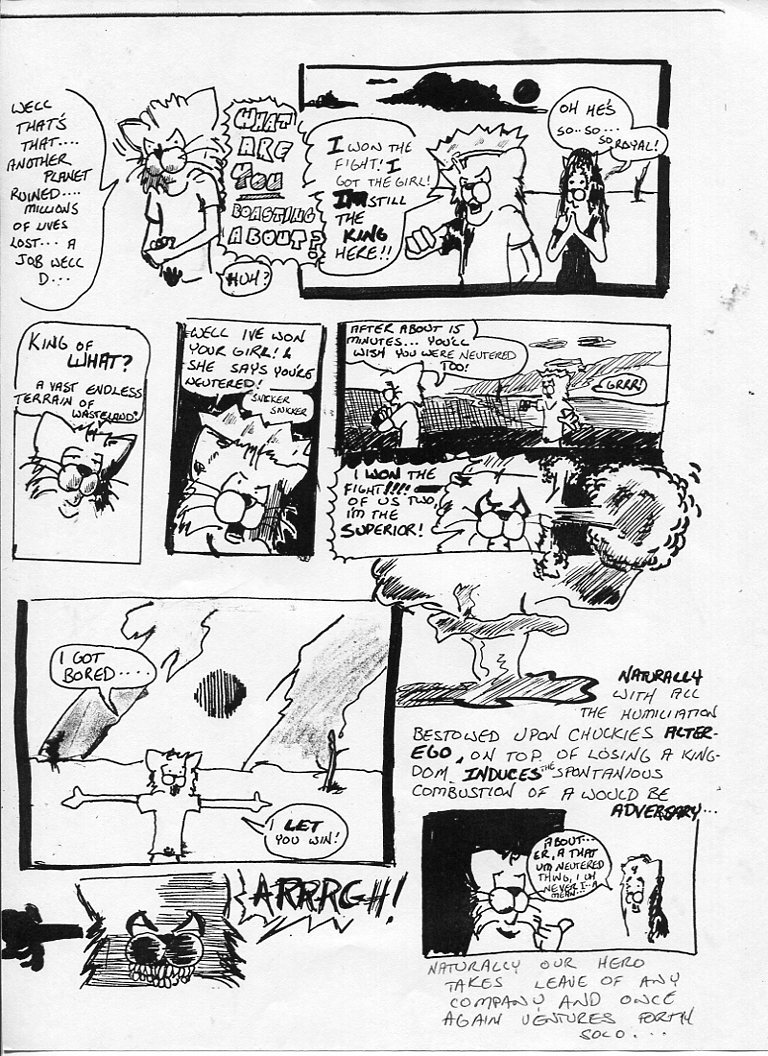 WELL
THAT'S
THAT....
ANOTHER
PLANET
RUINED....
MILLIONS
OF LIVES
LOST... A
JOB WELL
D...
WHAT
ARE
YOU
BOASTING
ABOUT?
HUH?
I WON THE
FIGHT! I
GOT THE GIRL!
I'M STILL
THE
KING
HERE!!
OH HE'S
SO..SO...
SO ROYAL!
KING OF
WHAT?
A VAST ENDLESS
TERRAIN OF
WASTELAND?
WELL I'VE WON
YOUR GIRL! &
SHE SAYS YOU'RE
NEUTERED!
SNICKER
SNICKER
AFTER ABOUT 15
MINUTES... YOU'LL
WISH YOU WERE NEUTERED
TOO!
GRRR!
I WON THE
FIGHT!!!!
OF US TWO,
I'M THE
SUPERIOR!
I GOT
BORED....
I LET
YOU WIN!
NATURALLY
WITH ALL
THE HUMILIATION
BESTOWED UPON CHUCKIES ALTER-
EGO, ON TOP OF LOSING A KING-
DOM. INDUCES THE SPONTANIOUS
COMBUSTION OF A WOULD BE
ADVERSARY...
ARRRGH!
ABOUT...
ER, A THAT
UM NEUTERED
THING, I UH
NEVER I..A
MEAN...
NATURALLY OUR HERO
TAKES LEAVE OF ANY
COMPANY, AND ONCE
AGAIN VENTURES FORTH
SOLO....